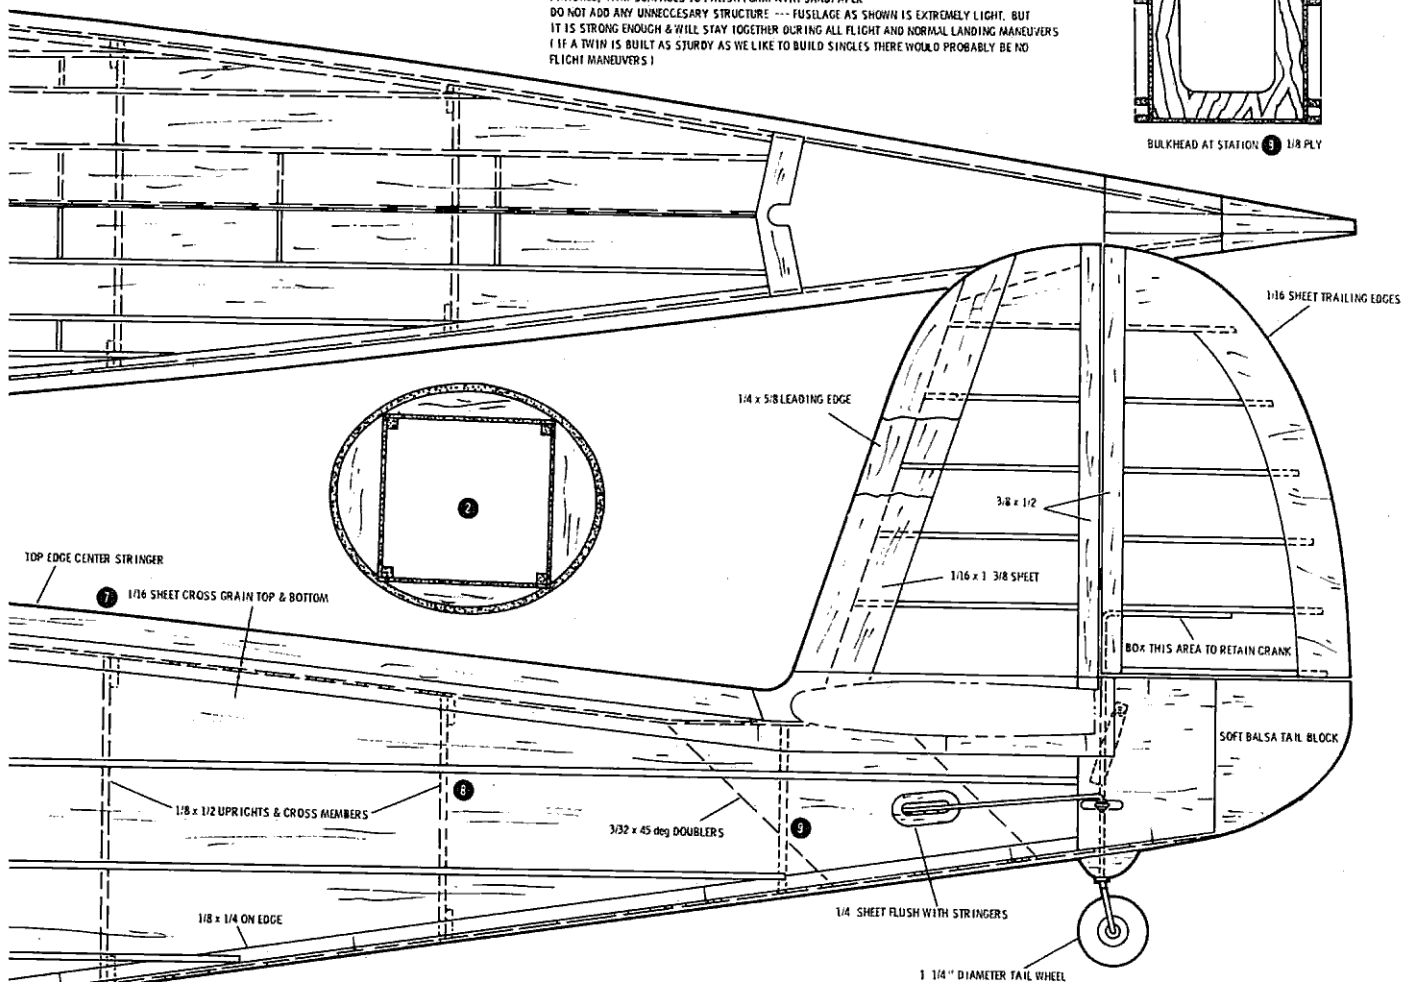 DO NOT ADD ANY UNNECCESARY STRUCTURE --- FUSELAGE AS SHOWN IS EXTREMELY LIGHT, BUT
IT IS STRONG ENOUGH & WILL STAY TOGETHER DURING ALL FLIGHT AND NORMAL LANDING MANEUVERS
( IF A TWIN IS BUILT AS STURDY AS WE LIKE TO BUILD SINGLES THERE WOULD PROBABLY BE NO
FLIGHT MANEUVERS )
BULKHEAD AT STATION 9 1/8 PLY
1/16 SHEET TRAILING EDGES
1/4 x 5/8 LEADING EDGE
2
3/8 x 1/2
TOP EDGE CENTER STRINGER
1/16 x 1 3/8 SHEET
7 1/16 SHEET CROSS GRAIN TOP & BOTTOM
BOX THIS AREA TO RETAIN CRANK
SOFT BALSA TAIL BLOCK
8
1/8 x 1/2 UPRIGHTS & CROSS MEMBERS
3/32 x 45 deg DOUBLERS
9
1/8 x 1/4 ON EDGE
1/4 SHEET FLUSH WITH STRINGERS
1 1/4" DIAMETER TAIL WHEEL